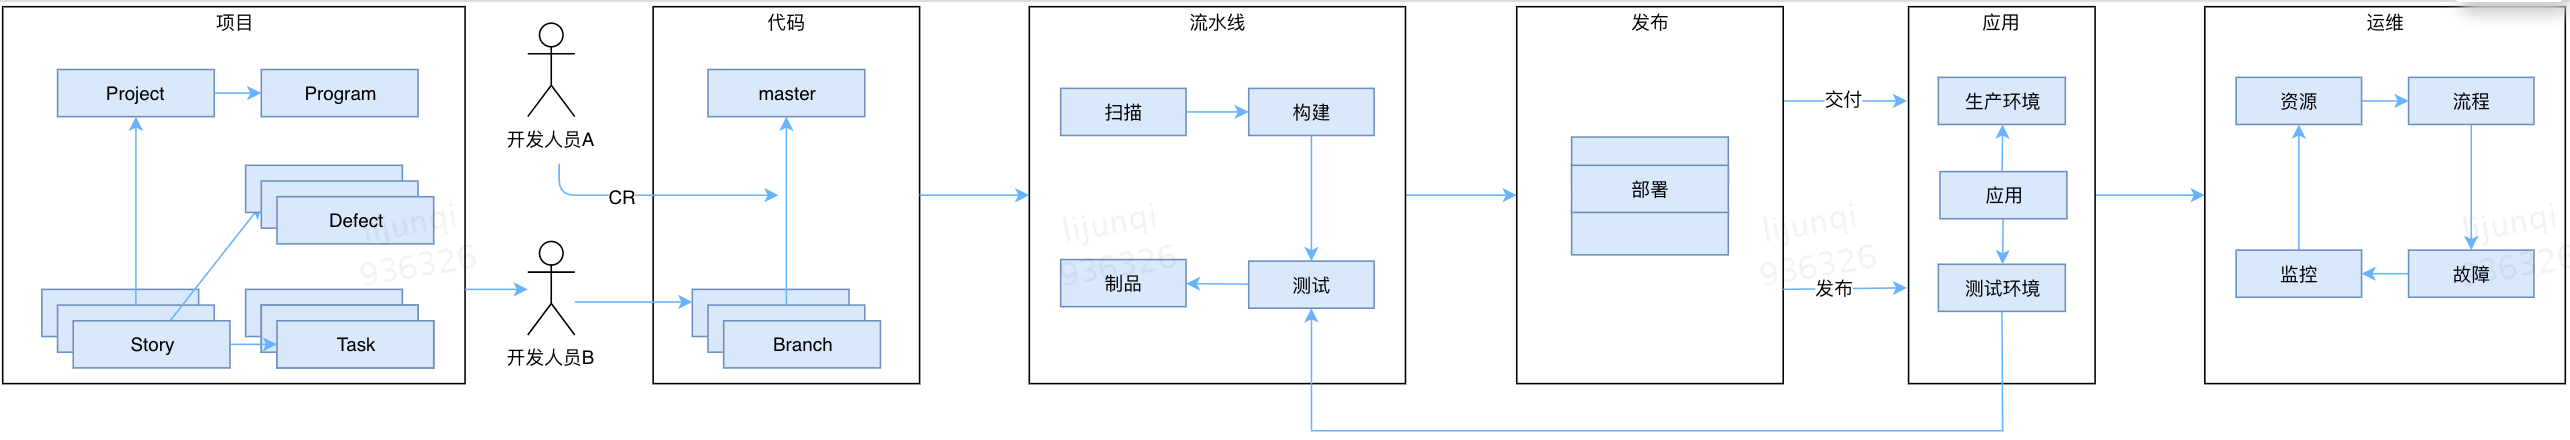 项目
Project
Program
Defect
Story
Task
开发人员A
CR
开发人员B
代码
master
Branch
流水线
扫描
构建
制品
测试
发布
部署
交付
发布
应用
生产环境
应用
测试环境
运维
资源
流程
监控
故障
lijunqi
936326
lijunqi
936326
lijunqi
936326
lijunqi
936326